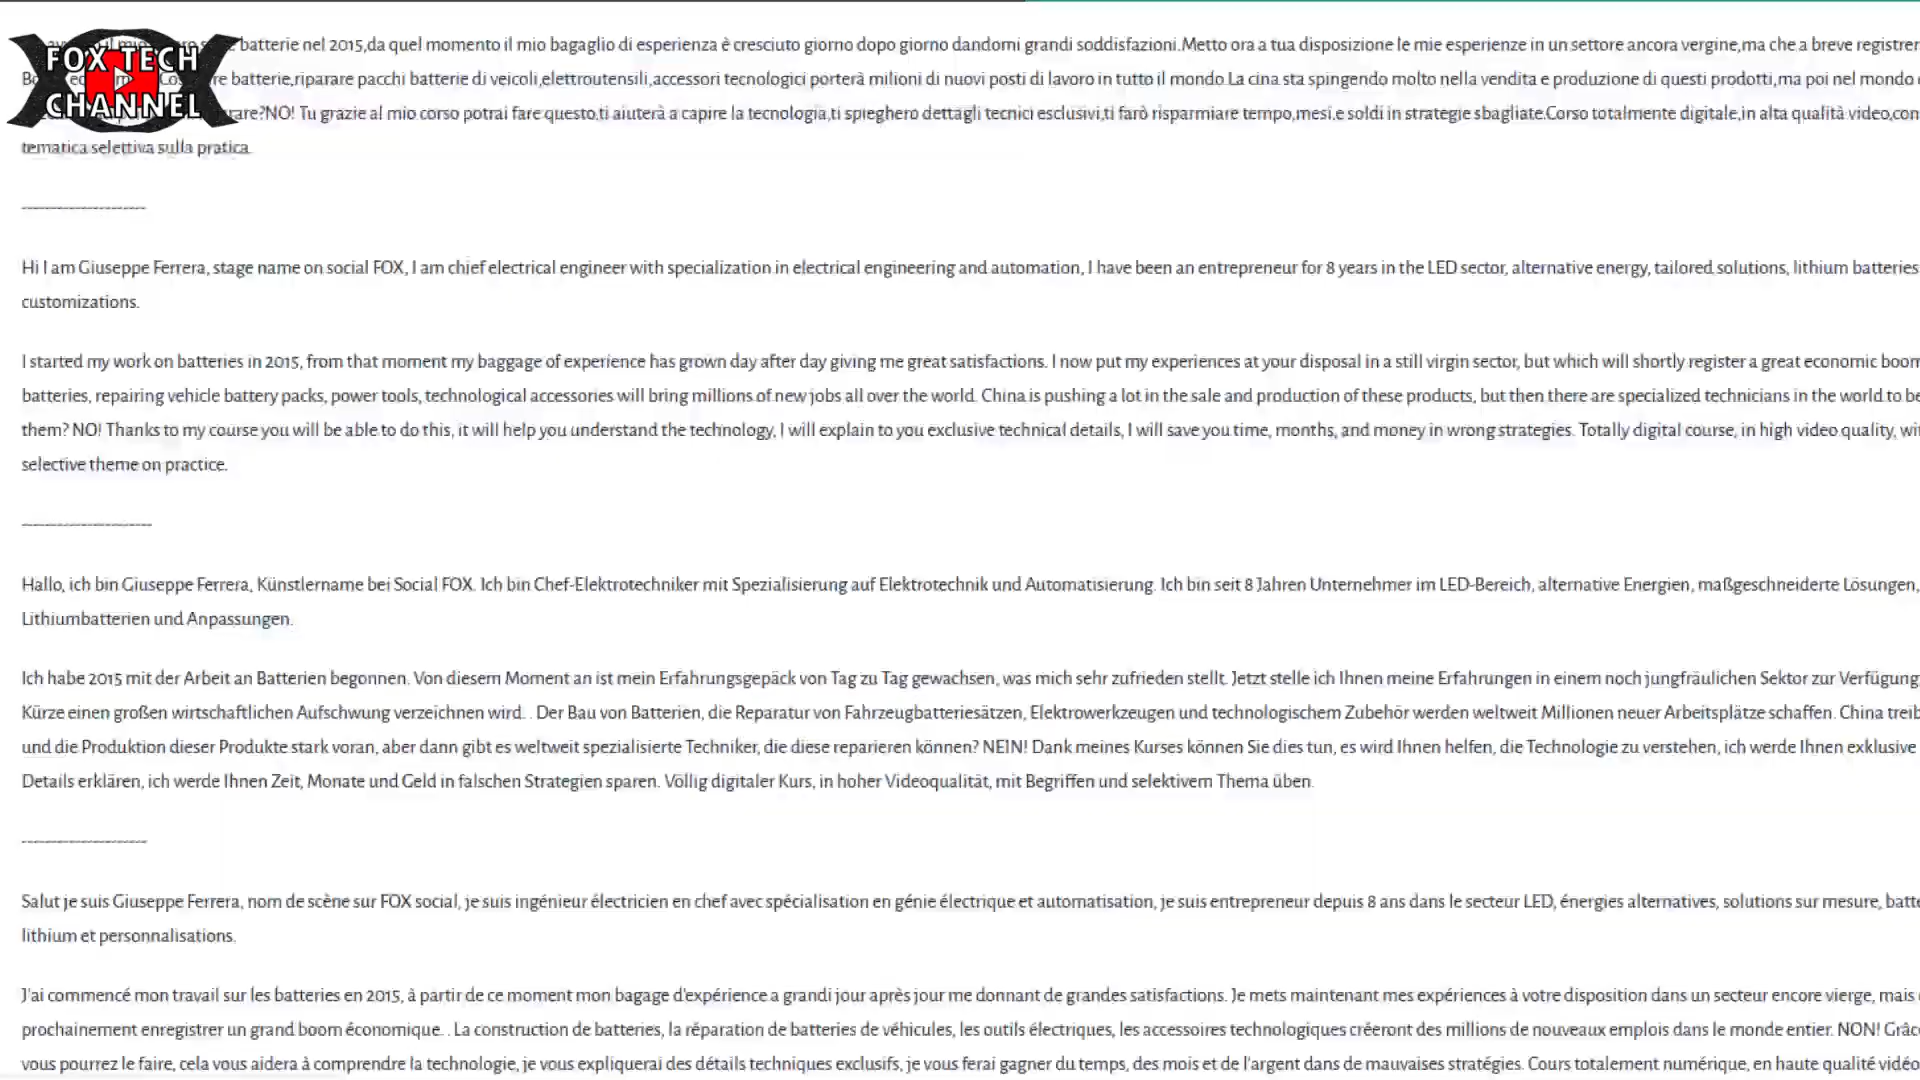 FOX TECH
CHANNEL
batterie nel 2015,da quel momento il mio bagaglio di esperienza è cresciuto giorno dopo giorno dandomi grandi soddisfazioni.Metto ora a tua disposizione le mie esperienze in un settore ancora vergine,ma che a breve
re batterie,riparare pacchi batterie di veicoli,elettroutensili,accessori tecnologici porterà milioni di nuovi posti di lavoro in tutto il mondo.La cina sta spingendo molto nella vendita e produzione di questi prodotti,ma poi nel mondo
rare?NO! Tu grazie al mio corso potrai fare questo,ti aiuterà a capire la tecnologia,ti spieghero dettagli tecnici esclusivi,ti farò risparmiare tempo,mesi,e soldi in strategie sbagliate.Corso totalmente digitale,in alta qualità video,con
tematica selettiva sulla pratica.
-------------------------
Hi I am Giuseppe Ferrera, stage name on social FOX, I am chief electrical engineer with specialization in electrical engineering and automation, I have been an entrepreneur for 8 years in the LED sector, alternative energy, tailored solutions, lithium batteries
customizations.
I started my work on batteries in 2015, from that moment my baggage of experience has grown day after day giving me great satisfactions. I now put my experiences at your disposal in a still virgin sector, but which will shortly register a great economic boom
batteries, repairing vehicle battery packs, power tools, technological accessories will bring millions of new jobs all over the world. China is pushing a lot in the sale and production of these products, but then there are specialized technicians in the world to be
them? NO! Thanks to my course you will be able to do this, it will help you understand the technology, I will explain to you exclusive technical details, I will save you time, months, and money in wrong strategies. Totally digital course, in high video quality,
selective theme on practice.
--------------------------
Hallo, ich bin Giuseppe Ferrera, Künstlername bei Social FOX. Ich bin Chef-Elektrotechniker mit Spezialisierung auf Elektrotechnik und Automatisierung. Ich bin seit 8 Jahren Unternehmer im LED-Bereich, alternative Energien, maßgeschneiderte Lösungen,
Lithiumbatterien und Anpassungen.
Ich habe 2015 mit der Arbeit an Batterien begonnen. Von diesem Moment an ist mein Erfahrungsgepäck von Tag zu Tag gewachsen, was mich sehr zufrieden stellt. Jetzt stelle ich Ihnen meine Erfahrungen in einem noch jungfräulichen Sektor zur Verfügung
Kürze einen großen wirtschaftlichen Aufschwung verzeichnen wird. . Der Bau von Batterien, die Reparatur von Fahrzeugbatteriesätzen, Elektrowerkzeugen und technologischem Zubehör werden weltweit Millionen neuer Arbeitsplätze schaffen. China
und die Produktion dieser Produkte stark voran, aber dann gibt es weltweit spezialisierte Techniker, die diese reparieren können? NEIN! Dank meines Kurses können Sie dies tun, es wird Ihnen helfen, die Technologie zu verstehen, ich werde Ihnen exklusive
Details erklären, ich werde Ihnen Zeit, Monate und Geld in falschen Strategien sparen. Völlig digitaler Kurs, in hoher Videoqualität, mit Begriffen und selektivem Thema üben.
-------------------------
Salut je suis Giuseppe Ferrera, nom de scène sur FOX social, je suis ingénieur électricien en chef avec spécialisation en génie électrique et automatisation, je suis entrepreneur depuis 8 ans dans le secteur LED, énergies alternatives, solutions sur mesure,
lithium et personnalisations.
J'ai commencé mon travail sur les batteries en 2015, à partir de ce moment mon bagage d'expérience a grandi jour après jour me donnant de grandes satisfactions. Je mets maintenant mes expériences à votre disposition dans un secteur encore vierge, mais
prochainement enregistrer un grand boom économique. . La construction de batteries, la réparation de batteries de véhicules, les outils électriques, les accessoires technologiques créeront des millions de nouveaux emplois dans le monde entier. NON!
vous pourrez le faire, cela vous aidera à comprendre la technologie, je vous expliquerai des détails techniques exclusifs, je vous ferai gagner du temps, des mois et de l'argent dans de mauvaises stratégies. Cours totalement numérique, en haute qualité